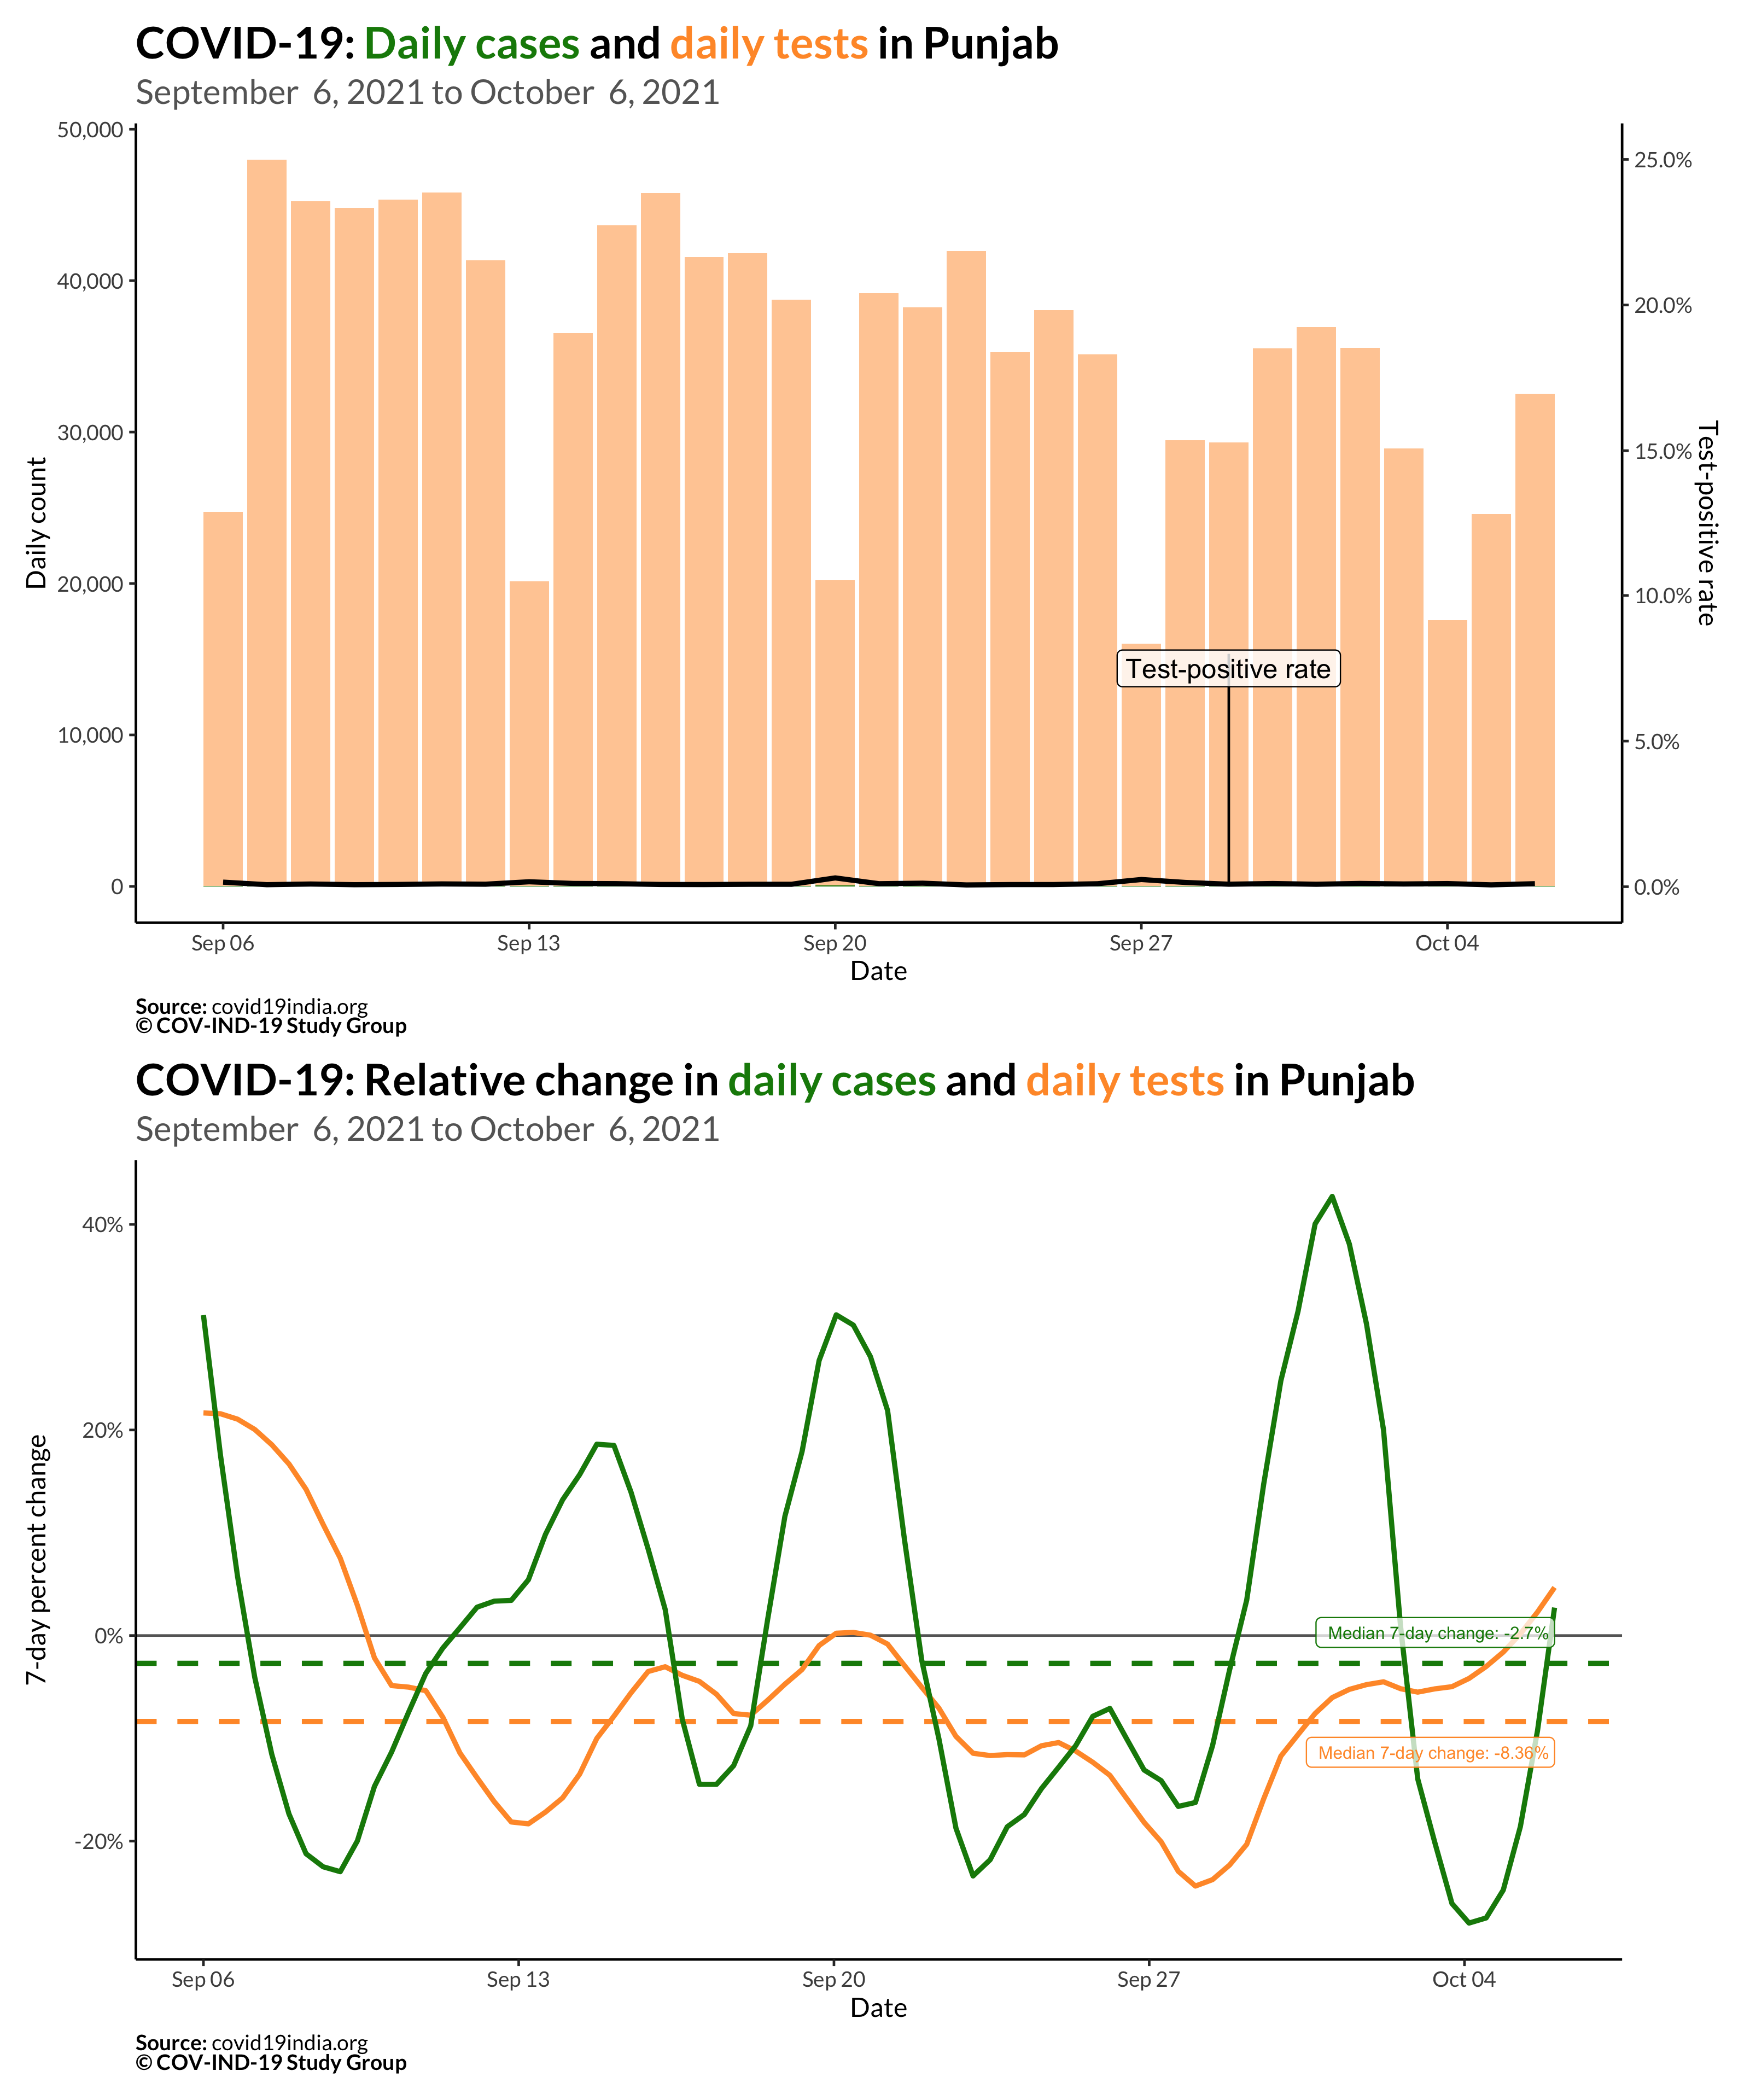 COVID-19: Daily cases and daily tests in Punjab
September 6, 2021 to October 6, 2021
50,000
40,000
30,000
20,000
10,000
0
Daily count
25.0%
20.0%
15.0%
10.0%
5.0%
0.0%
Test-positive rate
Test-positive rate
Sep 06
Sep 13
Sep 20
Sep 27
Oct 04
Date
Source: covid19india.org
© COV-IND-19 Study Group
COVID-19: Relative change in daily cases and daily tests in Punjab
September 6, 2021 to October 6, 2021
40%
20%
0%
-20%
7-day percent change
Median 7-day change: -2.7%
Median 7-day change: -8.36%
Sep 06
Sep 13
Sep 20
Sep 27
Oct 04
Date
Source: covid19india.org
© COV-IND-19 Study Group